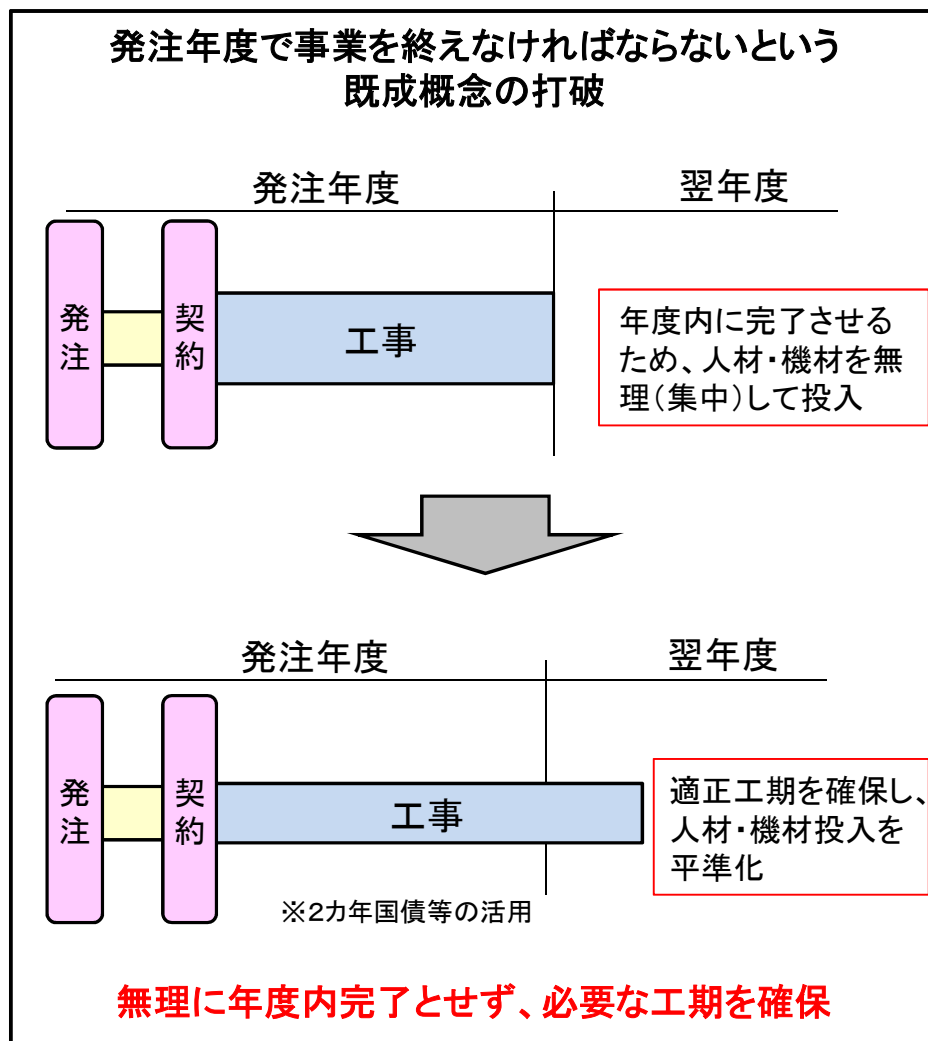 発注年度で事業を終えなければならないという
既成概念の打破
発注年度
翌年度
発注
契約
工事
年度内に完了させる
ため、人材・機材を無
理(集中)して投入
発注年度
翌年度
発注
契約
工事
適正工期を確保し、
人材・機材投入を
平準化
※2カ年国債等の活用
無理に年度内完了とせず、必要な工期を確保